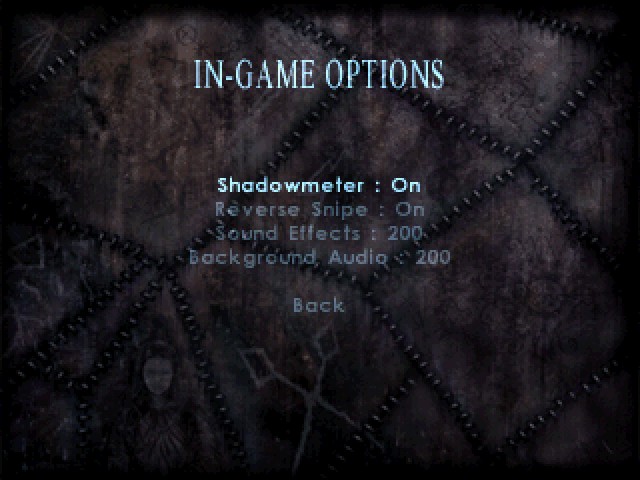 IN-GAME OPTIONS
Shadowmeter : On
Reverse Snipe : On
Sound Effects : 200
Background Audio : 200
Back